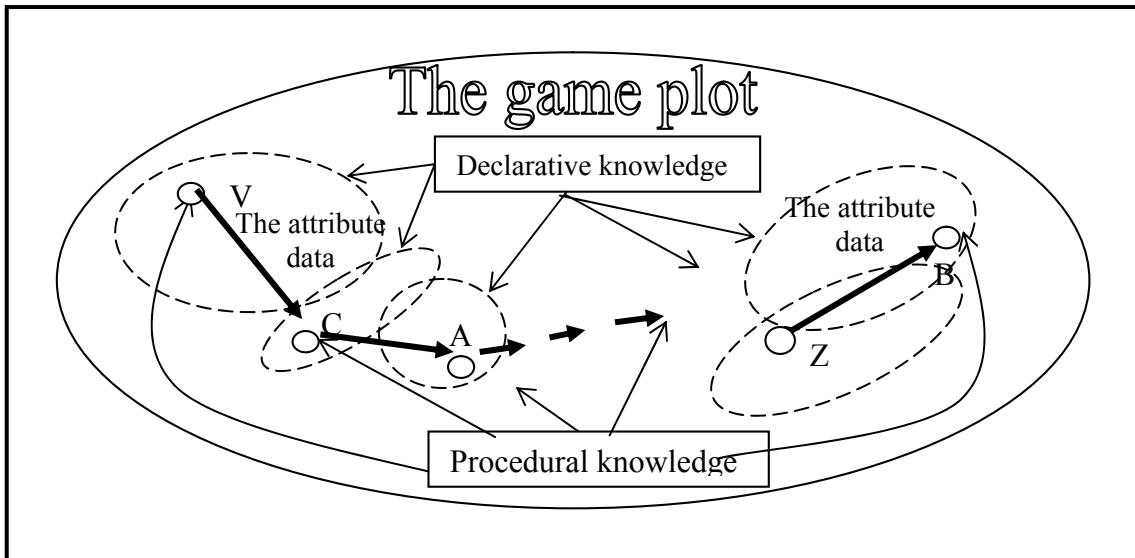 The game plot
Declarative knowledge
V
The attribute
data
The attribute
data
B
C
A
Z
Procedural knowledge